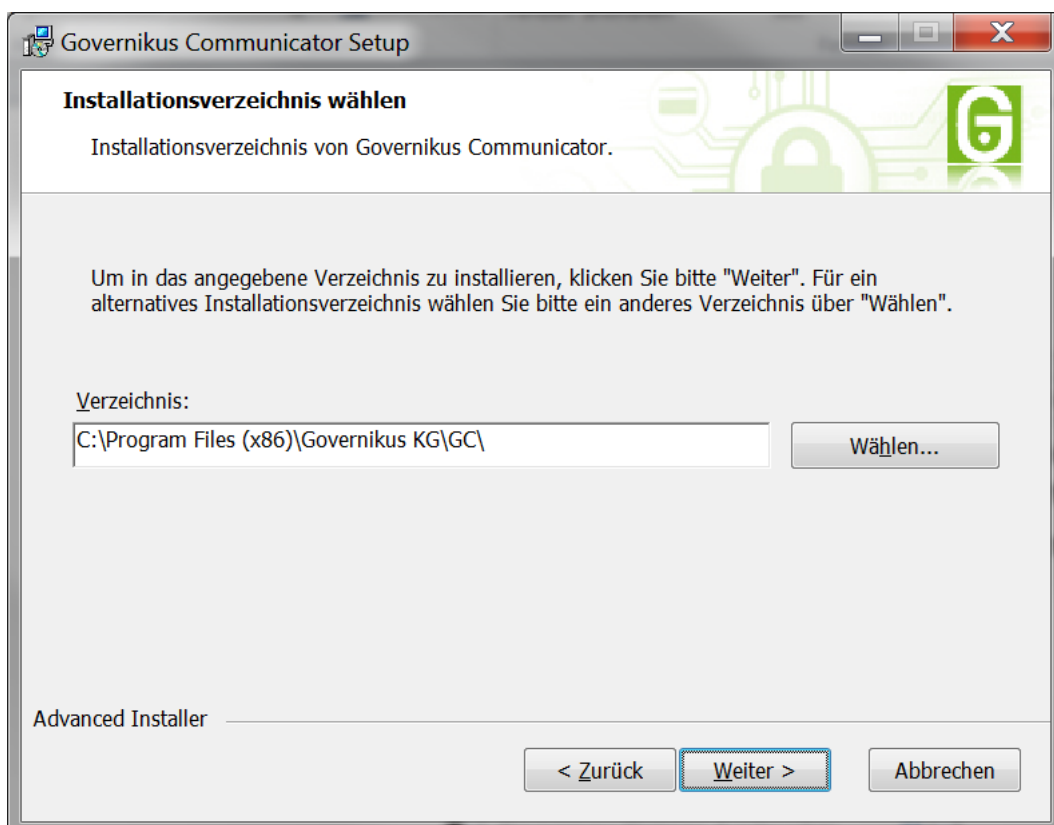 Governikus Communicator Setup
Installationsverzeichnis wählen
Installationsverzeichnis von Governikus Communicator.
Um in das angegebene Verzeichnis zu installieren, klicken Sie bitte "Weiter". Für ein
alternatives Installationsverzeichnis wählen Sie bitte ein anderes Verzeichnis über "Wählen".
Verzeichnis:
C:\Program Files (x86)\Governikus KG\GC\
Wählen...
Advanced Installer
< Zurück
Weiter >
Abbrechen